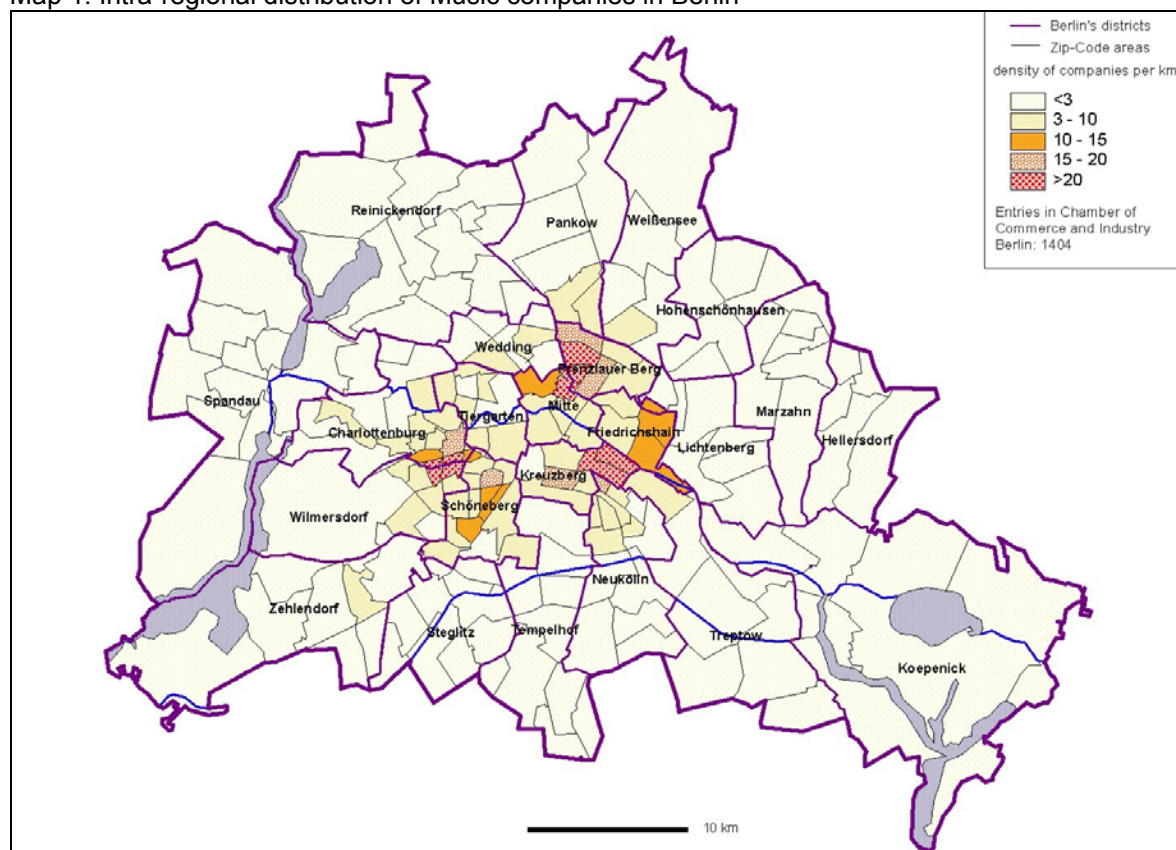 Map 1: Intra-regional distribution of Music companies in Berlin
Berlin's districts
Zip-Code areas
density of companies per km
<3
3 - 10
10 - 15
15 - 20
>20
Entries in Chamber of
Commerce and Industry
Berlin: 1404
Reinickendorf
Pankow
Weißensee
Hohenschönhausen
Wedding
Prenzlauer Berg
Spandau
Tiergarten
Mitte
Marzahn
Charlottenburg
Friedrichshain
Hellersdorf
Lichtenberg
Kreuzberg
Schöneberg
Wilmersdorf
Neukölln
Zehlendorf
Steglitz
Tempelhof
Treptow
Koepenick
10 km